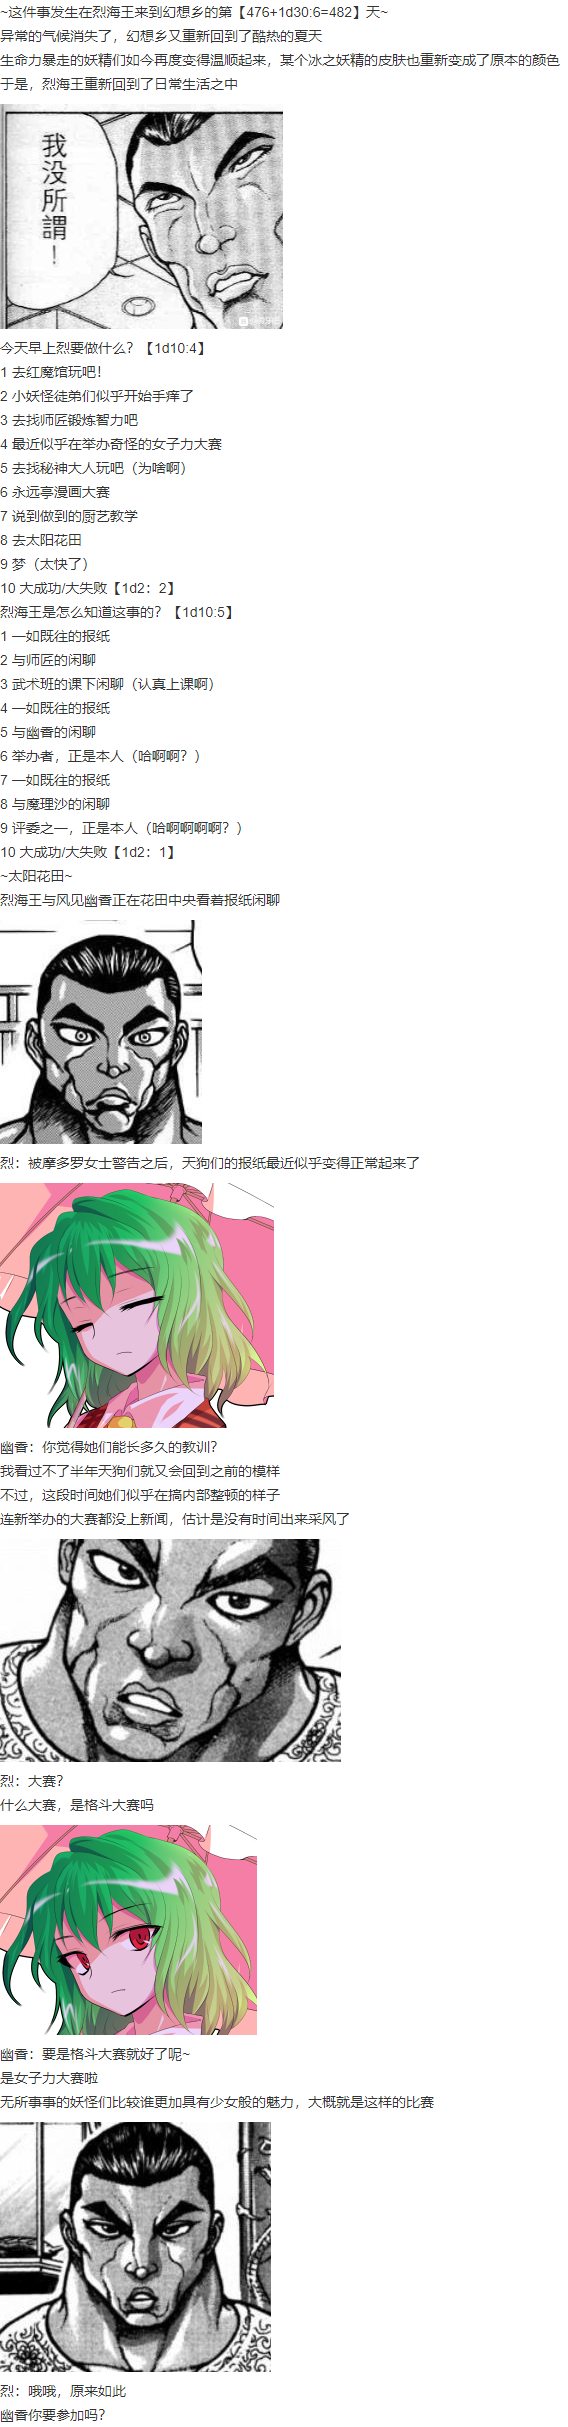 ~这件事发生在烈海王来到幻想乡的第【476+1d30:6=482】天~
异常的气候消失了，幻想乡又重新回到了酷热的夏天
生命力暴走的妖精们如今再度变得温顺起来，某个冰之妖精的皮肤也重新变成了原本的颜色
于是，烈海王重新回到了日常生活之中
我没所謂！
今天早上烈要做什么？【1d10:4】
1 去红魔馆玩吧！
2 小妖怪徒弟们似乎开始手痒了
3 去找师匠锻炼智力吧
4 最近似乎在举办奇怪的女子力大赛
5 去找秘神大人玩吧（为啥啊）
6 永远亭漫画大赛
7 说到做到的厨艺教学
8 去太阳花田
9 梦（太快了）
10 大成功/大失败【1d2：2】
烈海王是怎么知道这事的？【1d10:5】
1 一如既往的报纸
2 与师匠的闲聊
3 武术班的课下闲聊（认真上课啊）
4 一如既往的报纸
5 与幽香的闲聊
6 举办者，正是本人（哈啊啊？）
7 一如既往的报纸
8 与魔理沙的闲聊
9 评委之一，正是本人（哈啊啊啊啊？）
10 大成功/大失败【1d2：1】
~太阳花田~
烈海王与风见幽香正在花田中央看着报纸闲聊
烈：被摩多罗女士警告之后，天狗们的报纸最近似乎变得正常起来了
幽香：你觉得她们能长多久的教训？
我看过不了半年天狗们就又会回到之前的模样
不过，这段时间她们似乎在搞内部整顿的样子
连新举办的大赛都没上新闻，估计是没有时间出来采风了
烈：大赛？
什么大赛，是格斗大赛吗
幽香：要是格斗大赛就好了呢~
是女子力大赛啦
无所事事的妖怪们比较谁更加具有少女般的魅力，大概就是这样的比赛
烈：哦哦，原来如此
幽香你要参加吗？